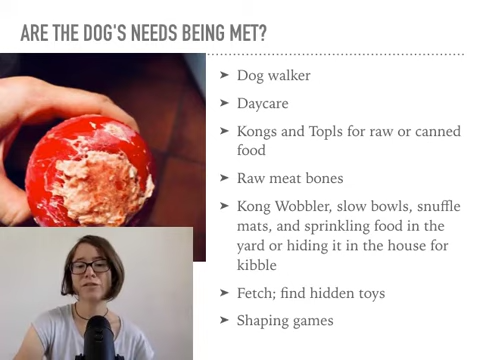 ARE THE DOG'S NEEDS BEING MET?
Dog walker
Daycare
Kongs and Topls for raw or canned
food
Raw meat bones
Kong Wobbler, slow bowls, snuffle
mats, and sprinkling food in the
yard or hiding it in the house for
kibble
Fetch; find hidden toys
Shaping games